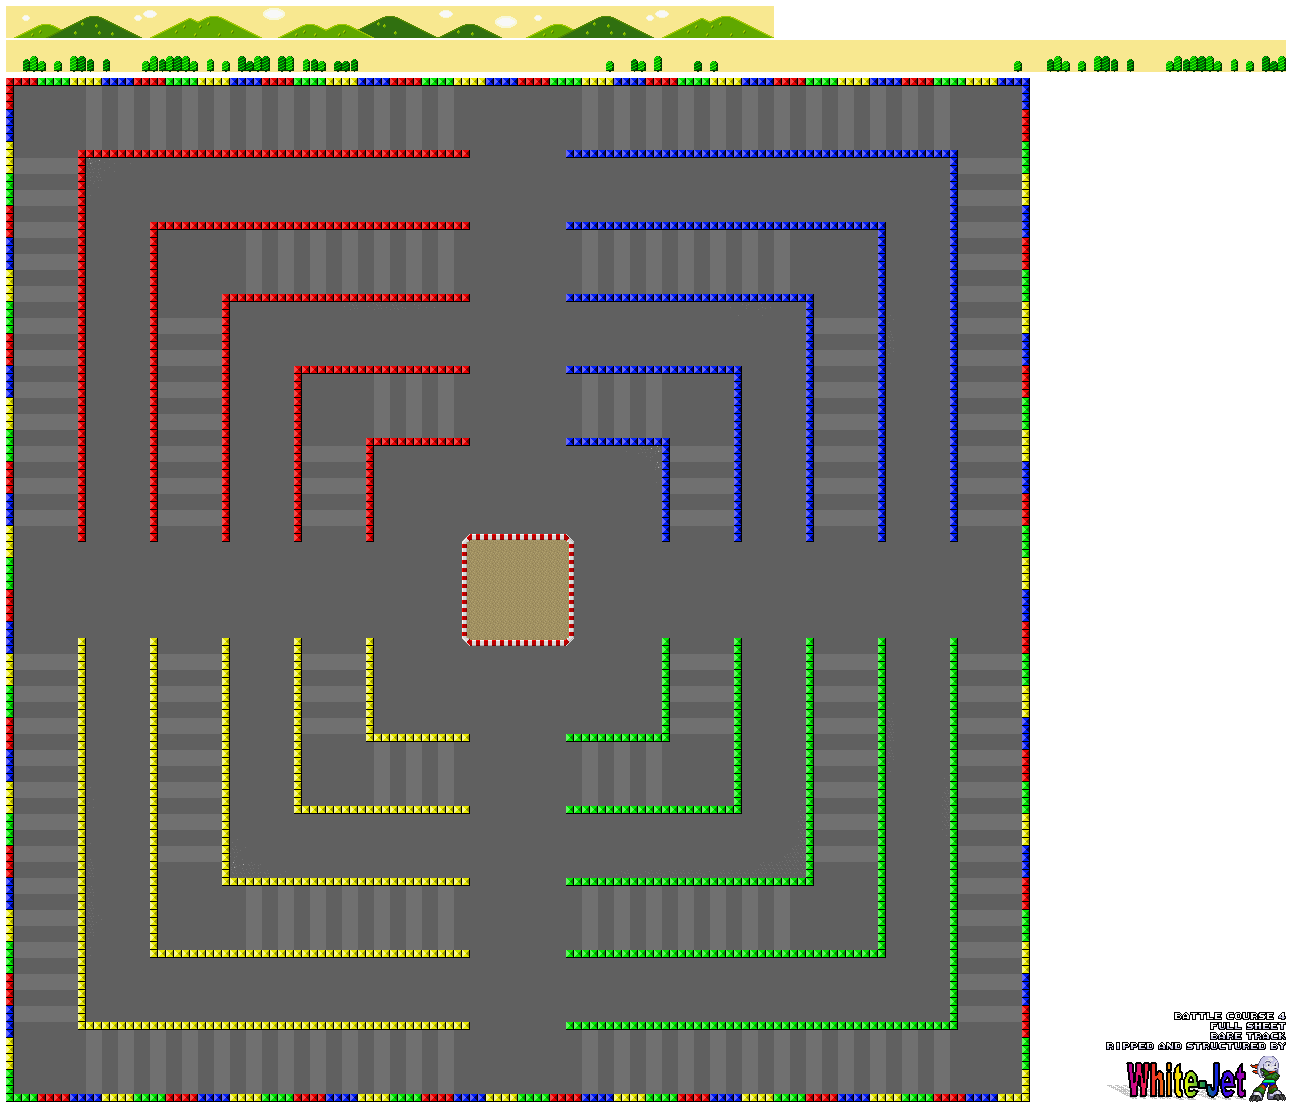 BATTLE COURSE 4
FULL SHEET
BARE TRACK
RIPPED AND STRUCTURED BY
White-Jet